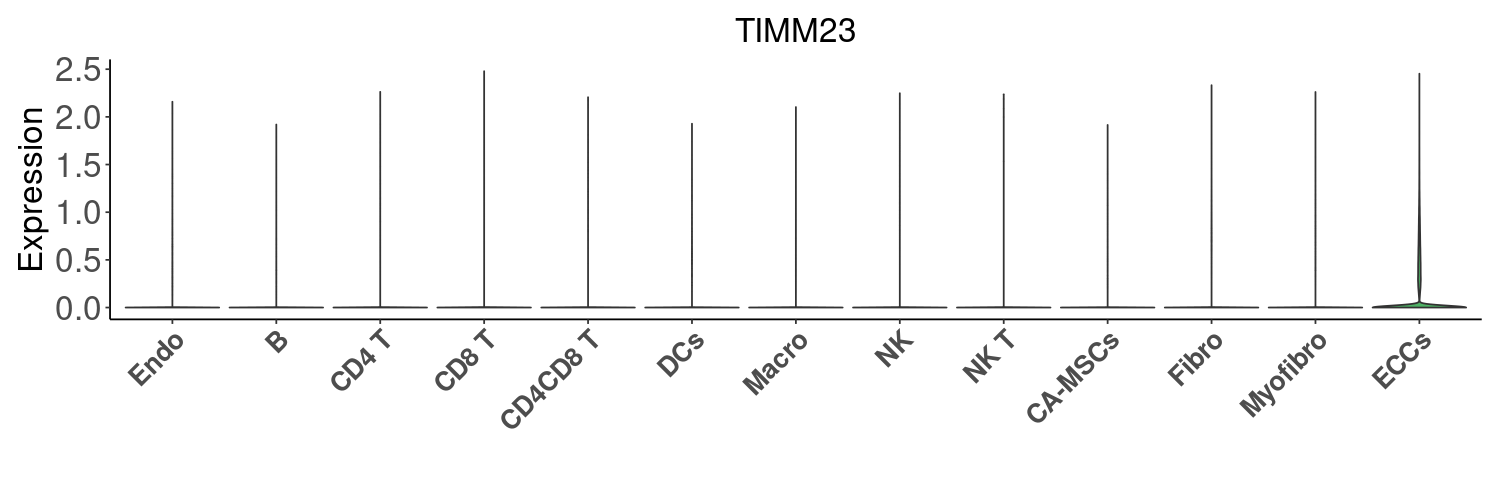 TIMM23
Expression
2.5
2.0
1.5
1.0
0.5
0.0
Endo
B
CD4 T
CD8 T
CD4CD8 T
DCs
Macro
NK
NK T
CA-MSCs
Fibro
Myofibro
ECCs